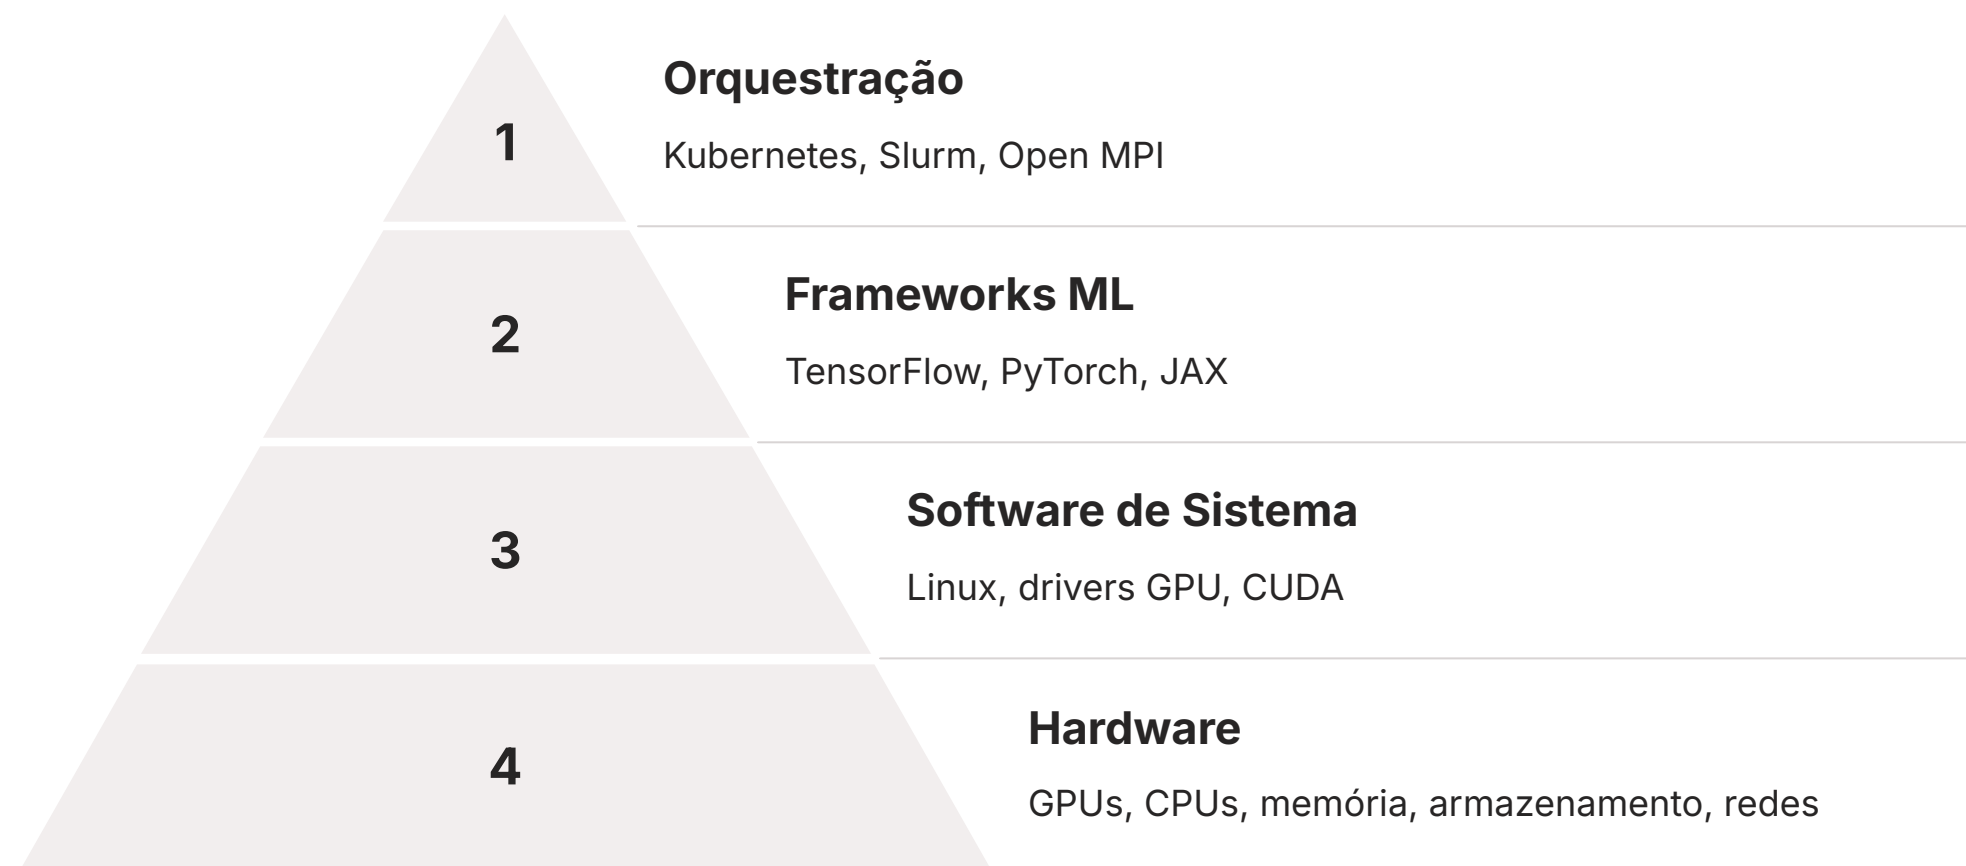 1
Orquestração
Kubernetes, Slurm, Open MPI
2
Frameworks ML
TensorFlow, PyTorch, JAX
3
Software de Sistema
Linux, drivers GPU, CUDA
4
Hardware
GPUs, CPUs, memória, armazenamento, redes